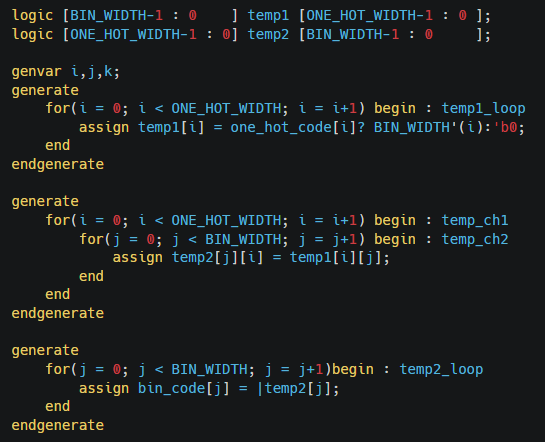 logic [BIN_WIDTH-1 : 0    ] temp1 [ONE_HOT_WIDTH-1 : 0 ];
logic [ONE_HOT_WIDTH-1 : 0] temp2 [BIN_WIDTH-1 : 0     ];

genvar i,j,k;
generate
    for(i = 0; i < ONE_HOT_WIDTH; i = i+1) begin : temp1_loop
        assign temp1[i] = one_hot_code[i]? BIN_WIDTH'(i):'b0;
    end
endgenerate

generate
    for(i = 0; i < ONE_HOT_WIDTH; i = i+1) begin : temp_ch1
        for(j = 0; j < BIN_WIDTH; j = j+1) begin : temp_ch2
            assign temp2[j][i] = temp1[i][j];
        end
    end
endgenerate

generate
    for(j = 0; j < BIN_WIDTH; j = j+1)begin : temp2_loop
        assign bin_code[j] = |temp2[j];
    end
endgenerate